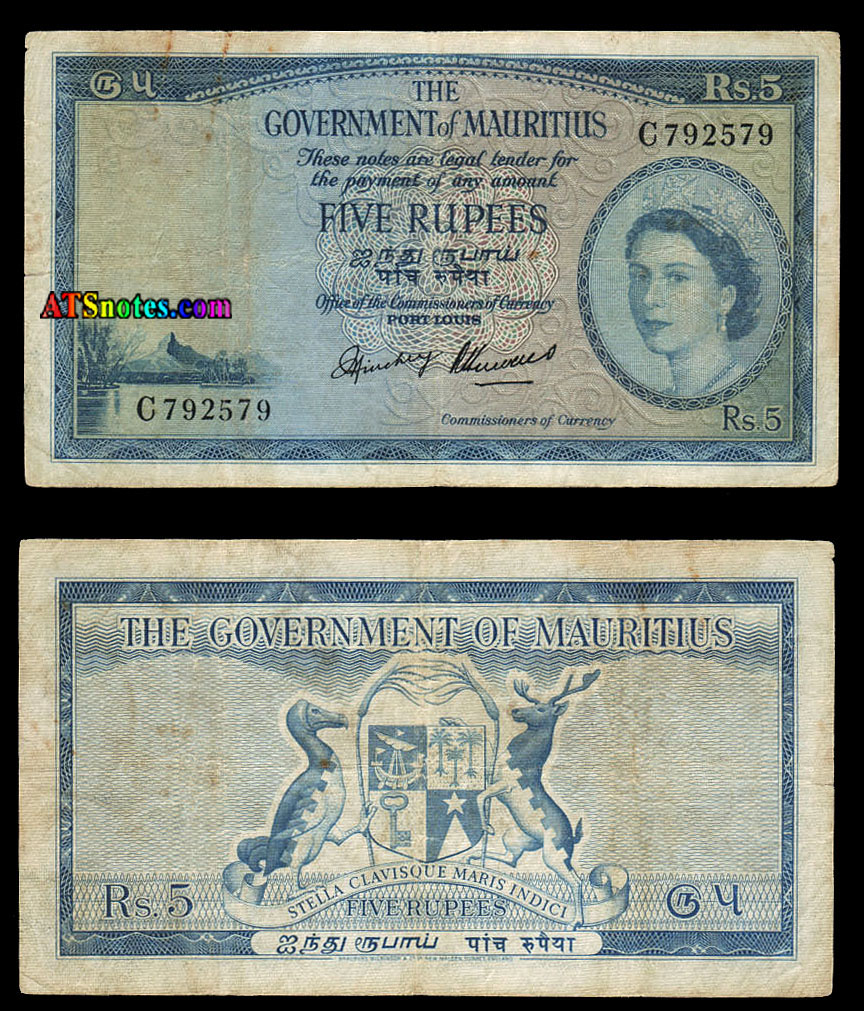 ௫ ५
Rs.5
THE
GOVERNMENT of MAURITIUS
C792579
These notes are legal tender for
the payment of any amount
FIVE RUPEES
ஐந்து ரூபாய்
पांच रुपैया
ATSnotes.com
Office of the Commissioners of Currency
PORT LOUIS
C792579
Commissioners of Currency
Rs.5
THE GOVERNMENT OF MAURITIUS
STELLA CLAVISQUE MARIS INDICI
Rs. 5
FIVE RUPEES
௫ ५
ஐந்து ரூபாய் पांच रुपैया